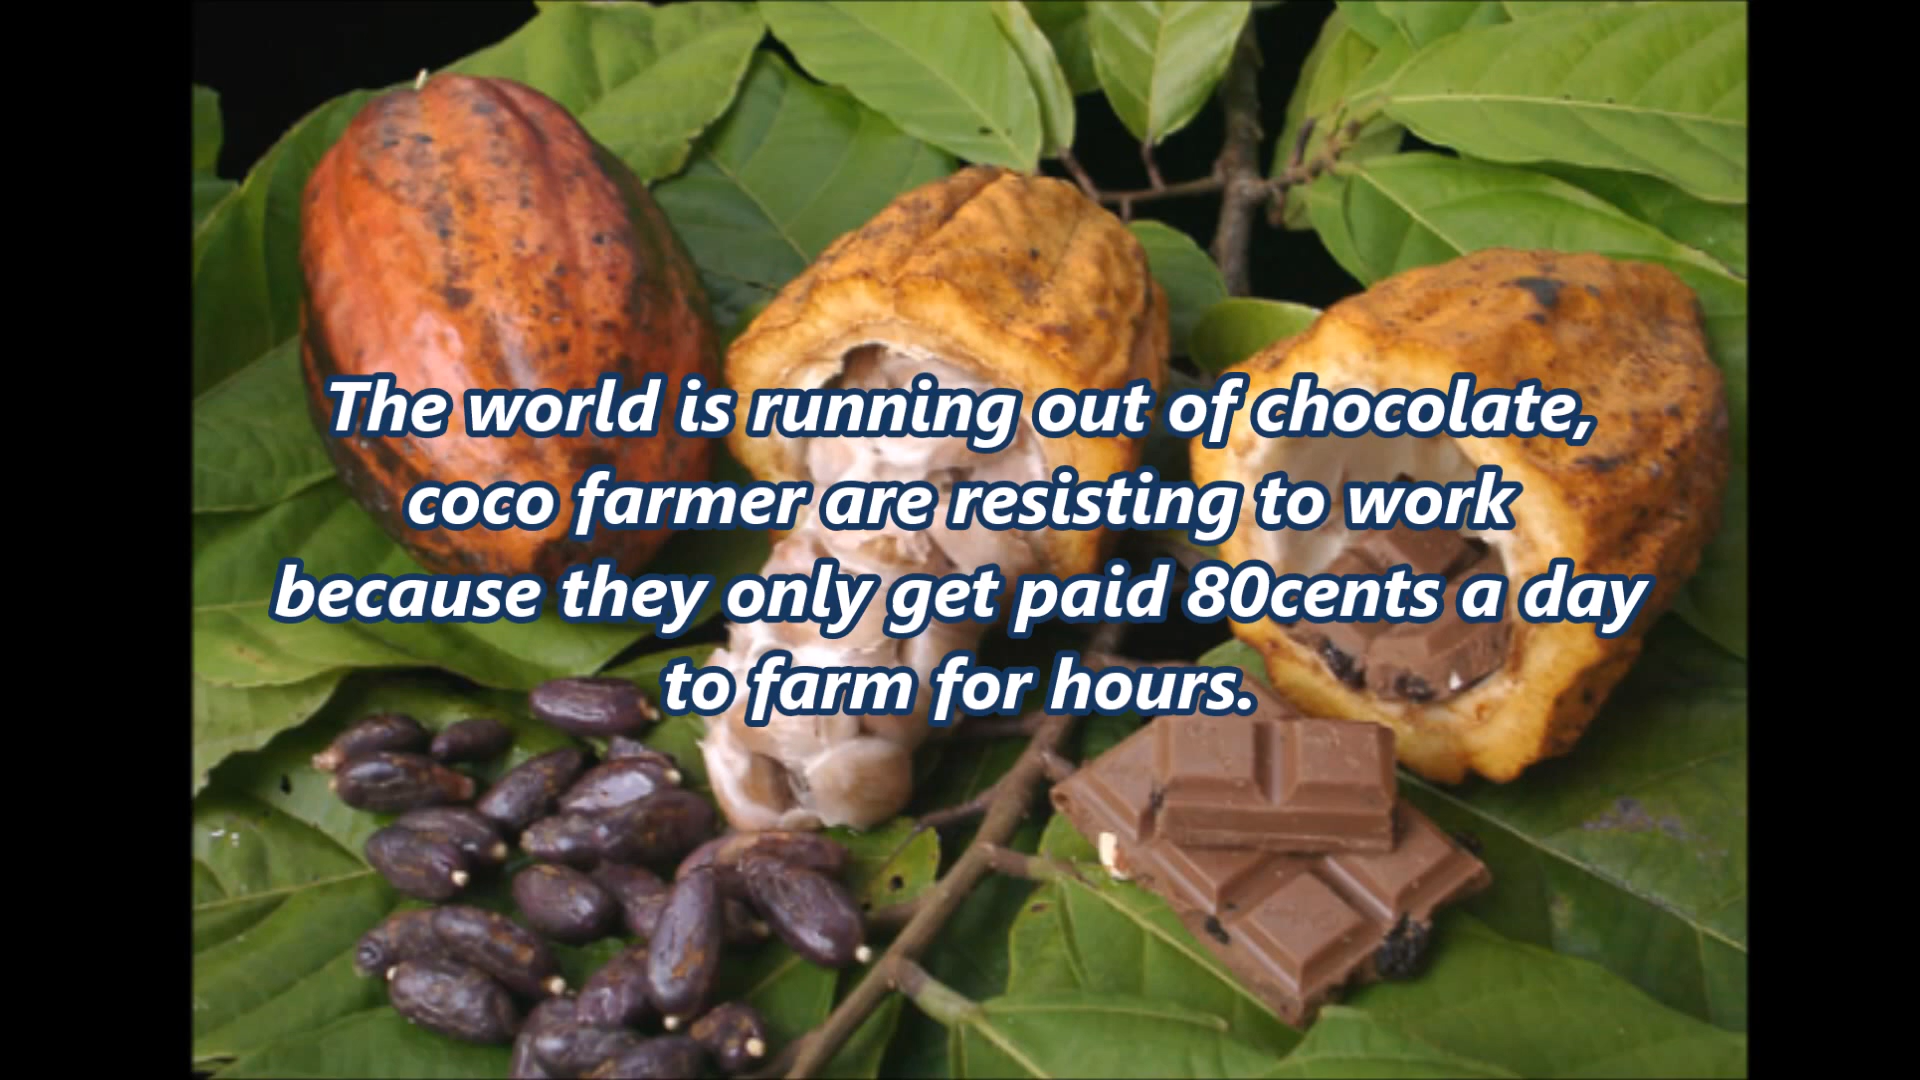 The world is running out of chocolate,
coco farmer are resisting to work
because they only get paid 80cents a day
to farm for hours.